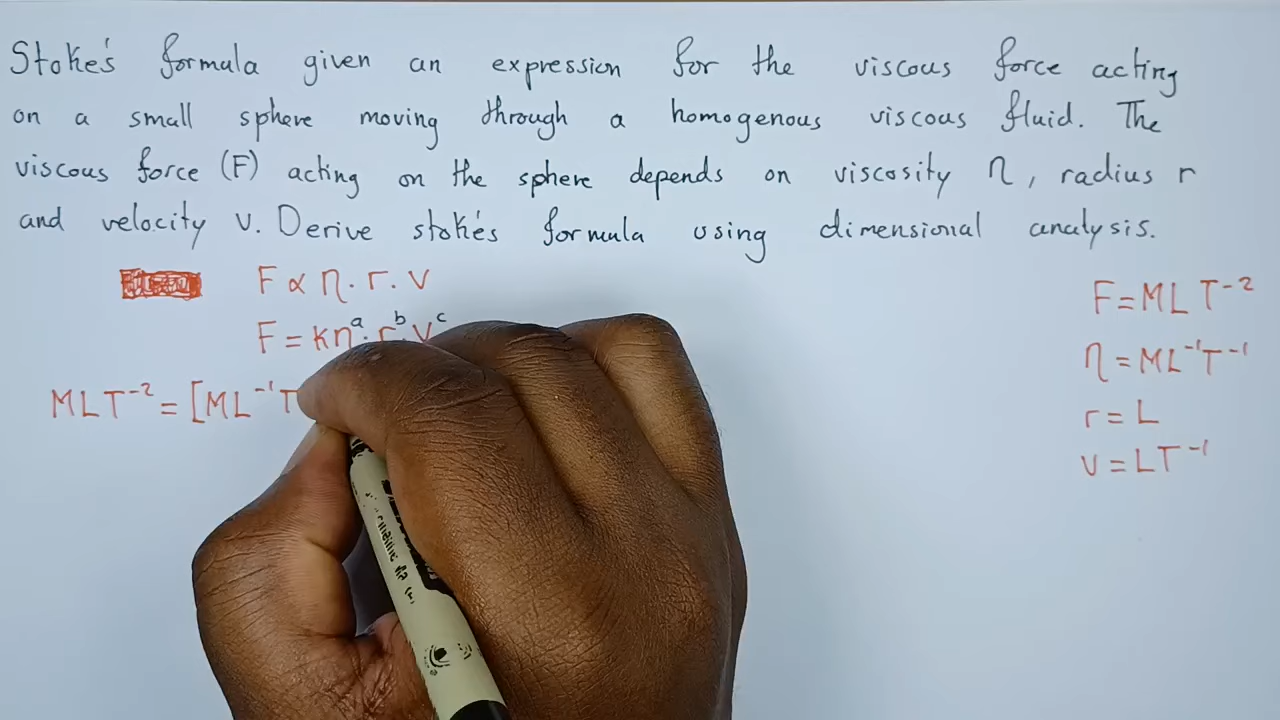 Stoke's formula given an expression for the viscous force acting
on a small sphere moving through a homogenous viscous fluid. The
viscous force (F) acting on the sphere depends on viscosity η, radius r
and velocity v. Derive stoke's formula using dimensional analysis.
F ∝ η · r · v
F = kη^a · r^b v^c
MLT⁻² = [ML⁻¹T
F = MLT⁻²
η = ML⁻¹T⁻¹
r = L
v = LT⁻¹